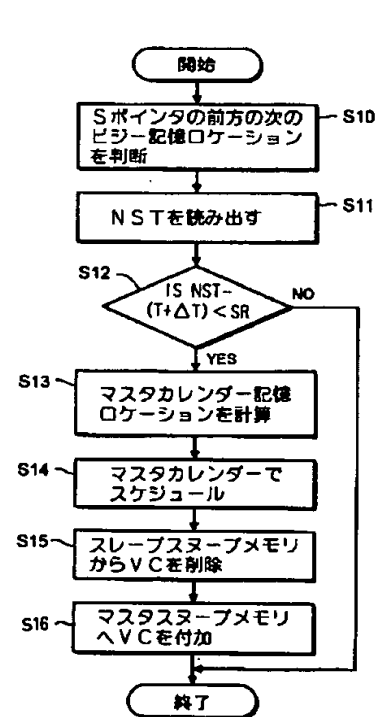 開始
Sポインタの前方の次の
ビジー記憶ロケーション
を判断
S10
NSTを読み出す
S11
S12
IS NST-
(T+△T)<SR
NO
YES
S13
マスタカレンダー記憶
ロケーションを計算
S14
マスタカレンダーで
スケジュール
S15
スレーブスヌープメモリ
からVCを削除
S16
マスタスヌープメモリ
へVCを付加
終了